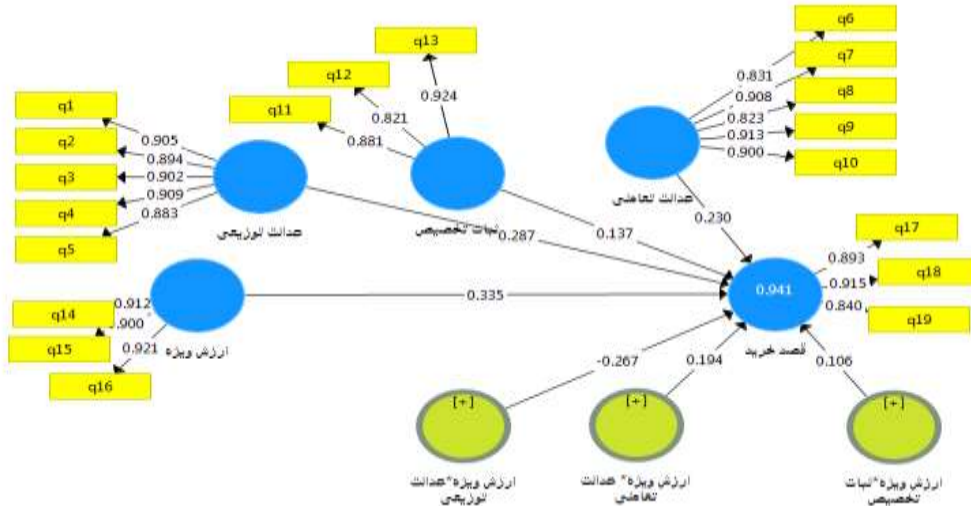 q13
q12
q11
0.924
0.821
0.881
q6
q7
q8
q9
q10
0.831
0.908
0.823
0.913
0.900
عدالت تعاملی
q1
q2
q3
q4
q5
0.905
0.894
0.902
0.909
0.883
عدالت توزیعی
ثبات تخصیص
0.287
0.137
0.230
q17
q18
q19
0.893
0.915
0.840
0.941
قصد خرید
q14
q15
q16
0.912
0.900
0.921
ارزش ویژه
0.335
-0.267
0.194
0.106
[+]
[+]
[+]
ارزش ویژه*عدالت
توزیعی
ارزش ویژه* عدالت
تعاملی
ارزش ویژه*ثبات
تخصیص